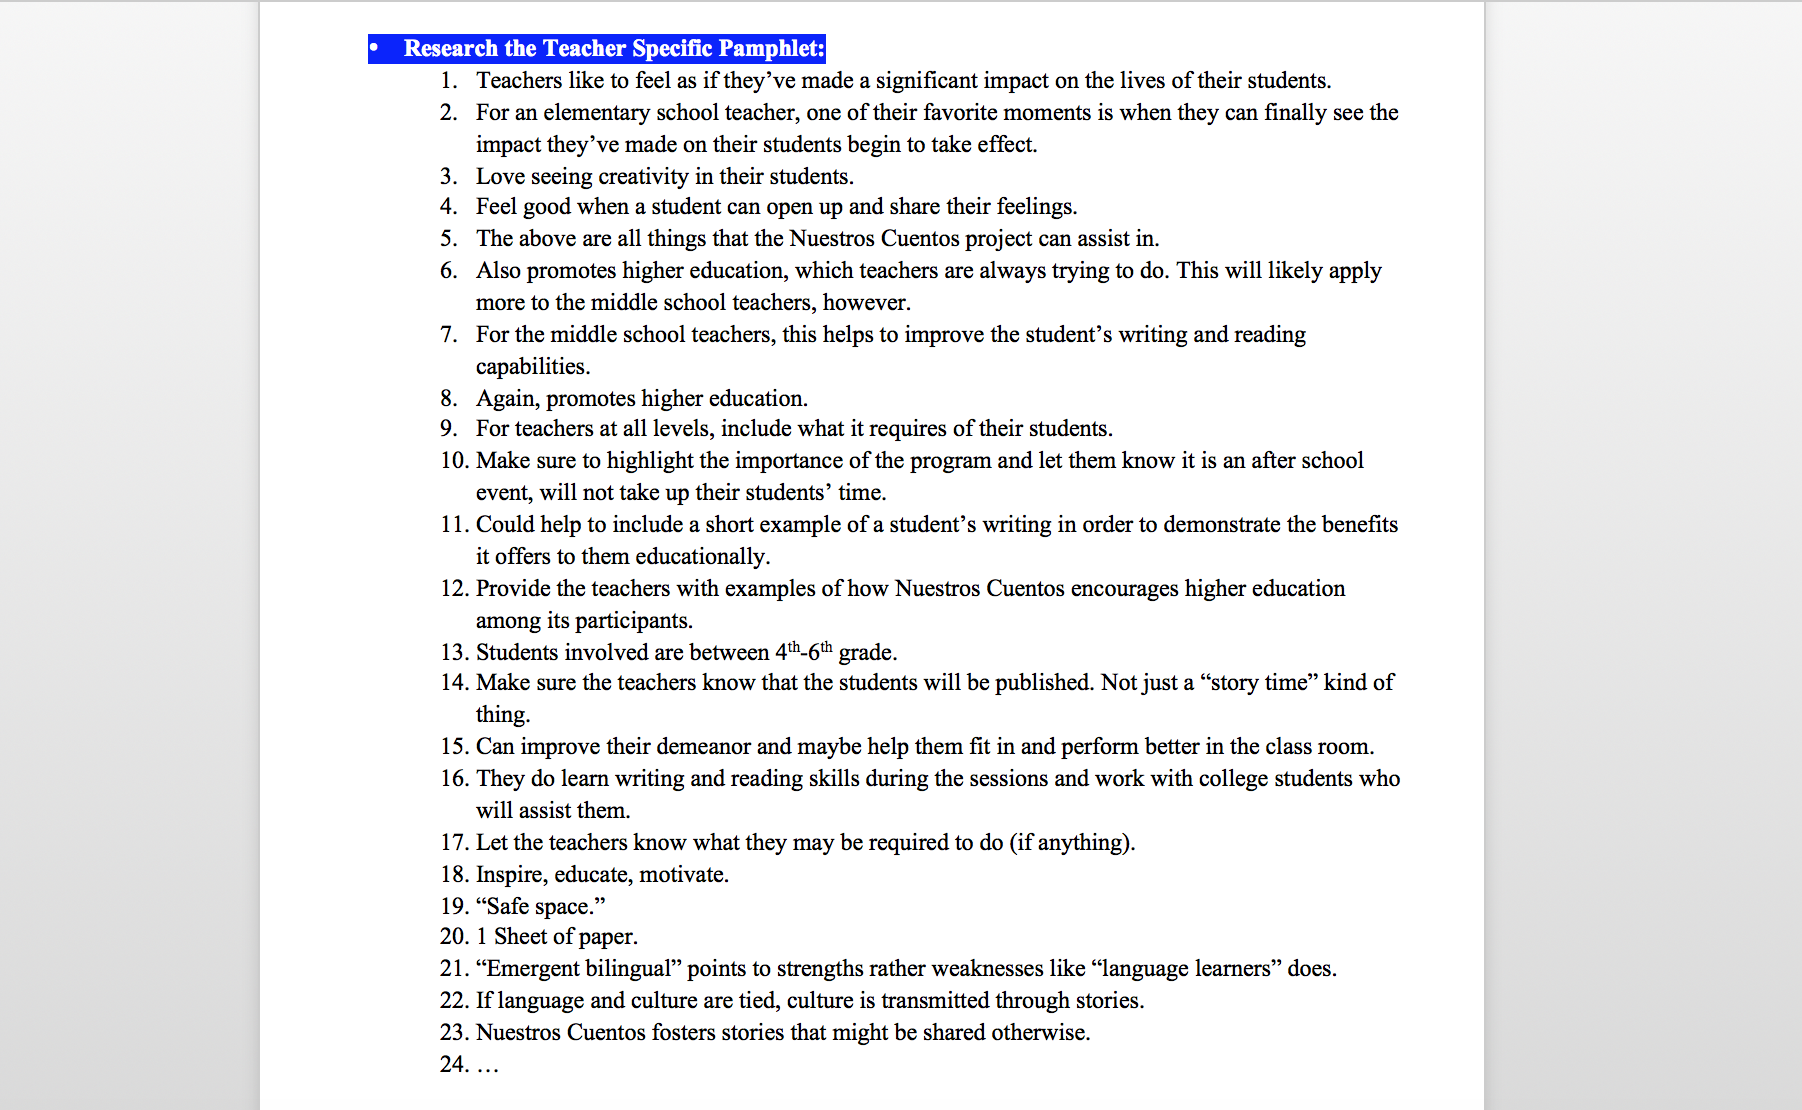 • Research the Teacher Specific Pamphlet:
1. Teachers like to feel as if they’ve made a significant impact on the lives of their students.
2. For an elementary school teacher, one of their favorite moments is when they can finally see the
impact they’ve made on their students begin to take effect.
3. Love seeing creativity in their students.
4. Feel good when a student can open up and share their feelings.
5. The above are all things that the Nuestros Cuentos project can assist in.
6. Also promotes higher education, which teachers are always trying to do. This will likely apply
more to the middle school teachers, however.
7. For the middle school teachers, this helps to improve the student’s writing and reading
capabilities.
8. Again, promotes higher education.
9. For teachers at all levels, include what it requires of their students.
10. Make sure to highlight the importance of the program and let them know it is an after school
event, will not take up their students’ time.
11. Could help to include a short example of a student’s writing in order to demonstrate the benefits
it offers to them educationally.
12. Provide the teachers with examples of how Nuestros Cuentos encourages higher education
among its participants.
13. Students involved are between 4th-6th grade.
14. Make sure the teachers know that the students will be published. Not just a “story time” kind of
thing.
15. Can improve their demeanor and maybe help them fit in and perform better in the class room.
16. They do learn writing and reading skills during the sessions and work with college students who
will assist them.
17. Let the teachers know what they may be required to do (if anything).
18. Inspire, educate, motivate.
19. “Safe space.”
20. 1 Sheet of paper.
21. “Emergent bilingual” points to strengths rather weaknesses like “language learners” does.
22. If language and culture are tied, culture is transmitted through stories.
23. Nuestros Cuentos fosters stories that might be shared otherwise.
24. …